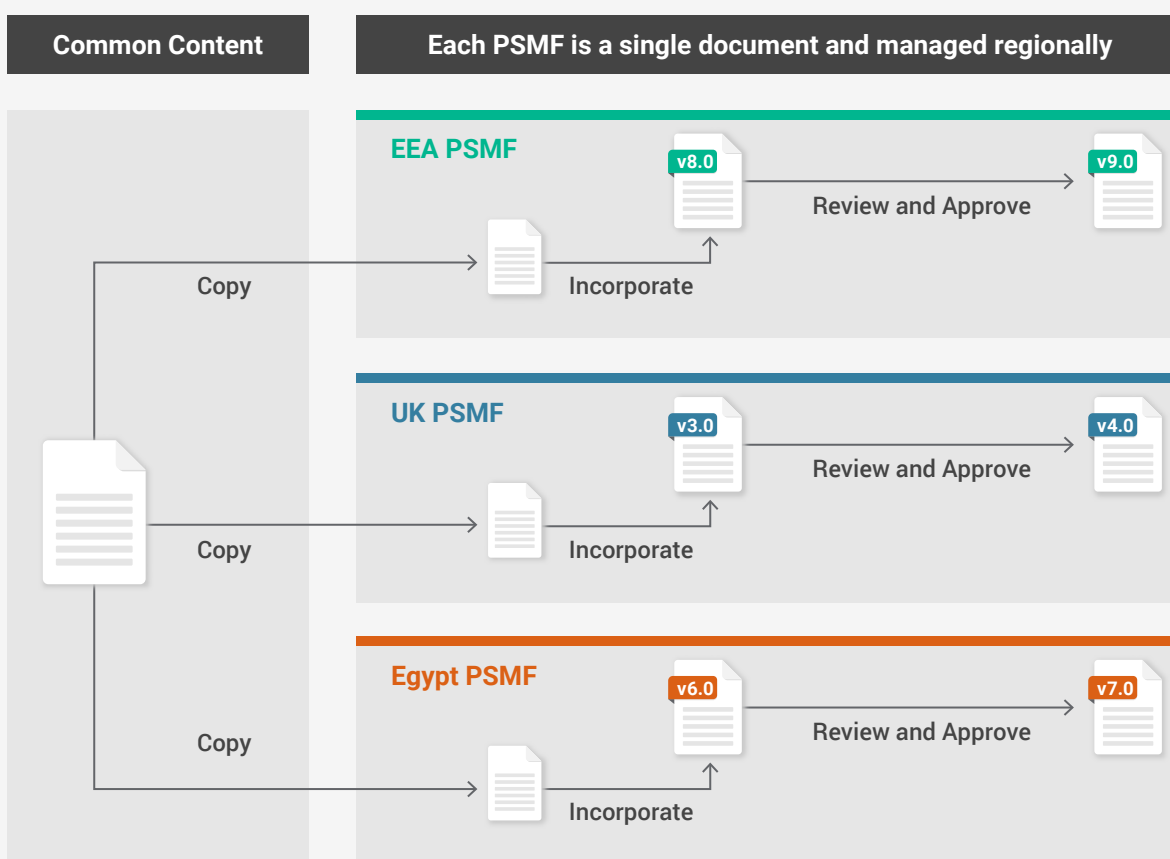 Common Content
Each PSMF is a single document and managed regionally
EEA PSMF
v8.0
v9.0
Review and Approve
Copy
Incorporate
UK PSMF
v3.0
v4.0
Review and Approve
Copy
Incorporate
Egypt PSMF
v6.0
v7.0
Review and Approve
Copy
Incorporate